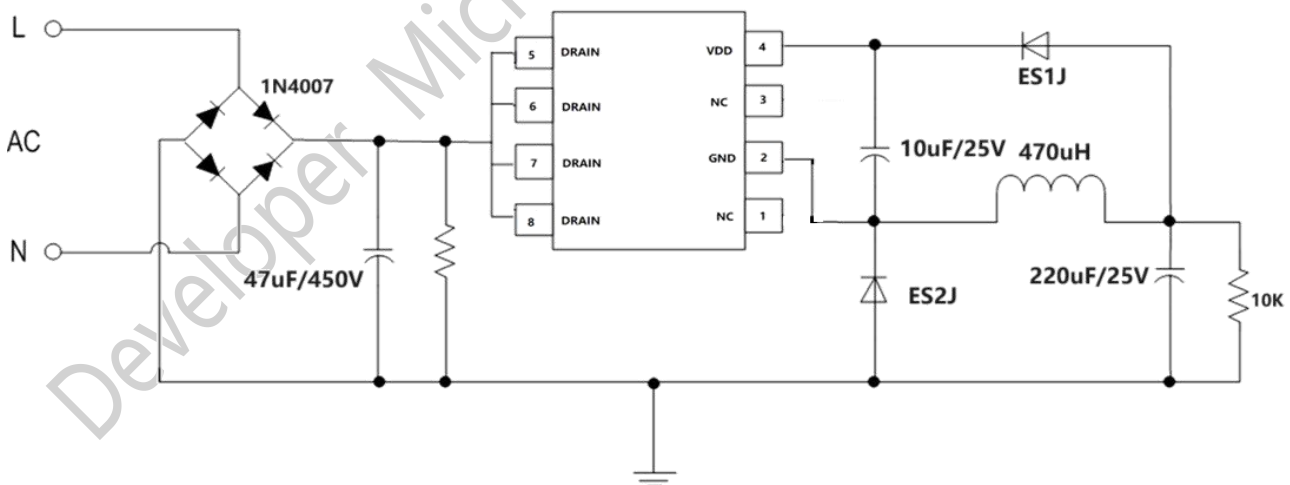 L
1N4007
AC
N
47uF/450V
5 DRAIN
6 DRAIN
7 DRAIN
8 DRAIN
VDD 4
NC 3
GND 2
NC 1
ES1J
10uF/25V
470uH
ES2J
220uF/25V
10K
Developer Mic